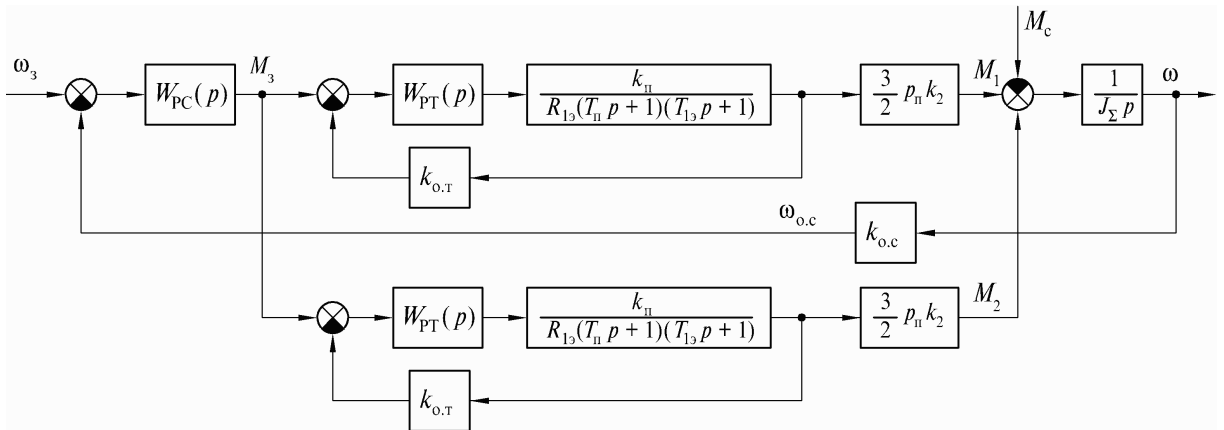 M_с
ω_з
W_РС(p)
M_з
W_РТ(p)
k_п
R_1э(T_п p + 1)(T_1э p + 1)
3/2 p_п k_2
M_1
1
J_Σ p
ω
k_о.т
ω_о.с
k_о.с
W_РТ(p)
k_п
R_1э(T_п p + 1)(T_1э p + 1)
3/2 p_п k_2
M_2
k_о.т